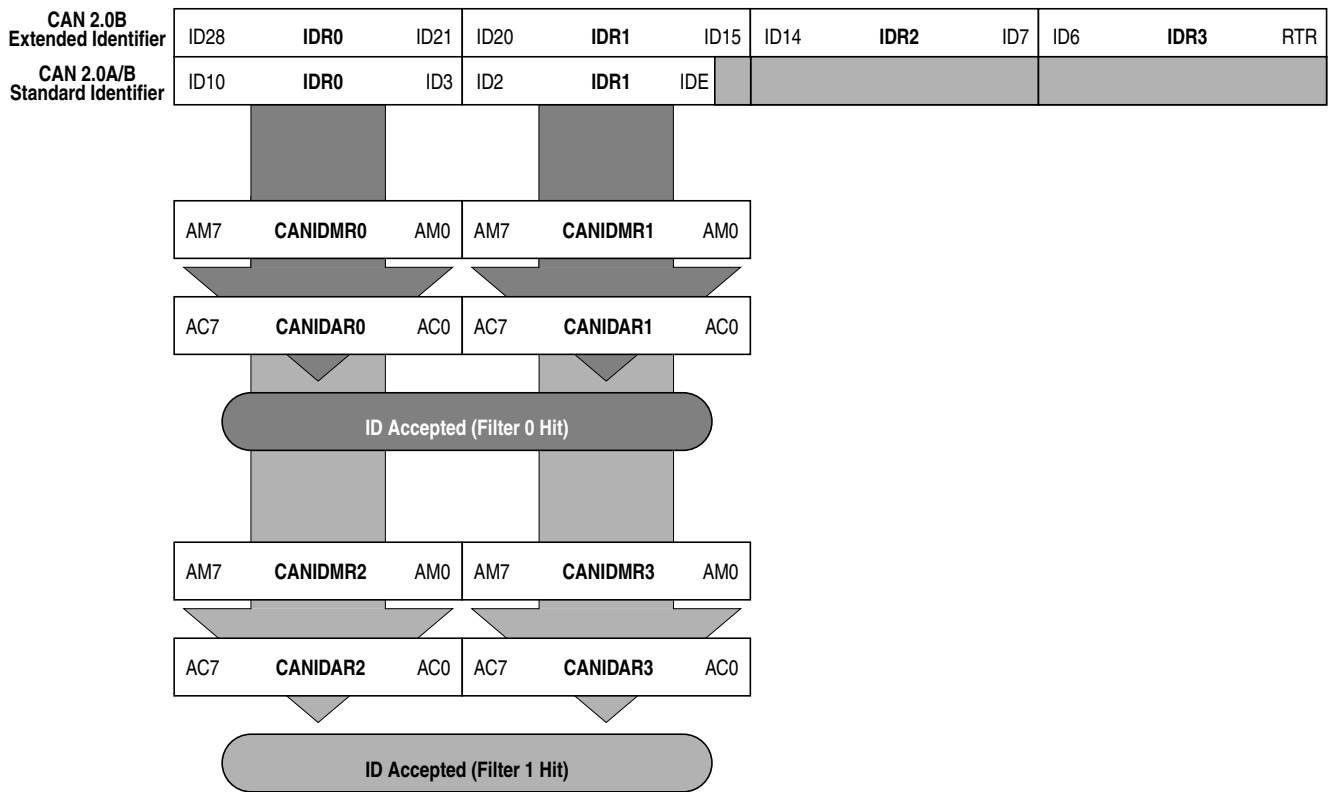 CAN 2.0B
Extended Identifier
ID28 IDR0 ID21 ID20 IDR1 ID15 ID14 IDR2 ID7 ID6 IDR3 RTR
CAN 2.0A/B
Standard Identifier
ID10 IDR0 ID3 ID2 IDR1 IDE
AM7 CANIDMR0 AM0 AM7 CANIDMR1 AM0
AC7 CANIDAR0 AC0 AC7 CANIDAR1 AC0
ID Accepted (Filter 0 Hit)
AM7 CANIDMR2 AM0 AM7 CANIDMR3 AM0
AC7 CANIDAR2 AC0 AC7 CANIDAR3 AC0
ID Accepted (Filter 1 Hit)